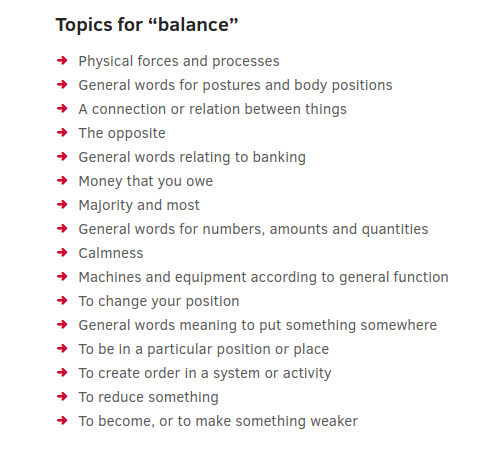 Topics for “balance”
Physical forces and processes
General words for postures and body positions
A connection or relation between things
The opposite
General words relating to banking
Money that you owe
Majority and most
General words for numbers, amounts and quantities
Calmness
Machines and equipment according to general function
To change your position
General words meaning to put something somewhere
To be in a particular position or place
To create order in a system or activity
To reduce something
To become, or to make something weaker